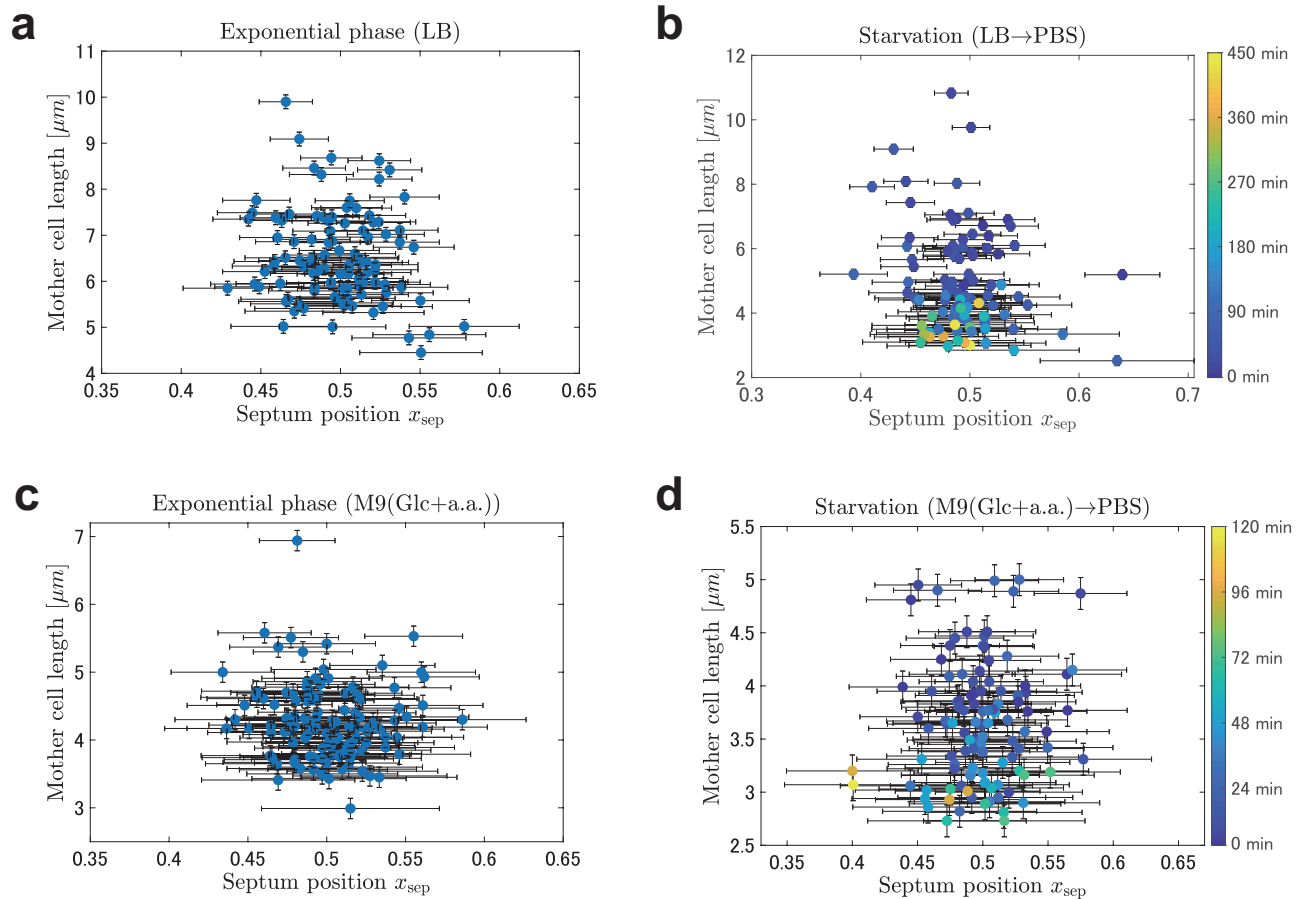 a
Exponential phase (LB)
11
10
9
8
7
6
5
4
0.35 0.4 0.45 0.5 0.55 0.6 0.65
Mother cell length [μm]
Septum position xsep
b
Starvation (LB→PBS)
12
10
8
6
4
2
0.3 0.4 0.5 0.6 0.7
Mother cell length [μm]
Septum position xsep
450 min
360 min
270 min
180 min
90 min
0 min
c
Exponential phase (M9(Glc+a.a.))
7
6
5
4
3
0.35 0.4 0.45 0.5 0.55 0.6 0.65
Mother cell length [μm]
Septum position xsep
d
Starvation (M9(Glc+a.a.)→PBS)
5.5
5
4.5
4
3.5
3
2.5
0.35 0.4 0.45 0.5 0.55 0.6 0.65
Mother cell length [μm]
Septum position xsep
120 min
96 min
72 min
48 min
24 min
0 min